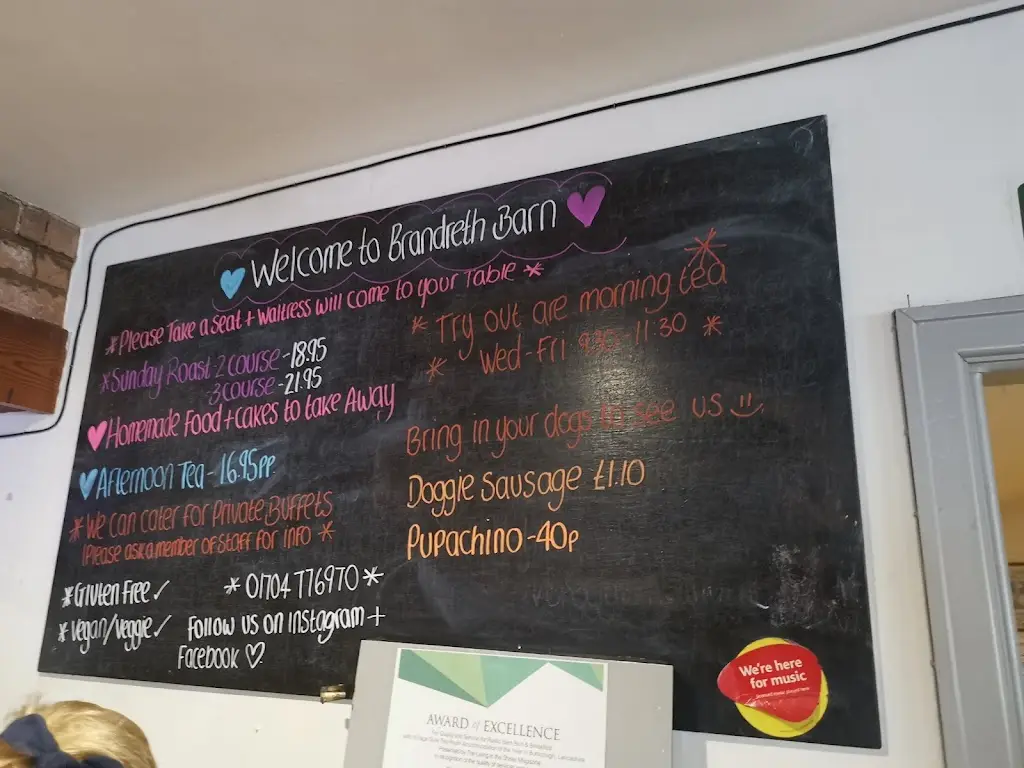 Welcome to Brandreth Barn
*Please Take a seat + Waitress will come to your Table *
*Sunday Roast-2 course -18.95
-3 course -21.95
Homemade Food + cakes to take Away
Afternoon Tea - 16.95pp
*We can cater for Private Buffets
(Please ask a member of staff for info *
*Gluten Free ✓
*Vegan/Veggie ✓
* 01704 776970 *
Follow us on instagram +
Facebook ♡
* Try out are morning tea
* Wed - Fri 9:30 - 11:30 *
Bring in your dogs to see us
Doggie Sausage £1.10
Pupachino - 40p
We're here
for music
AWARD of EXCELLENCE